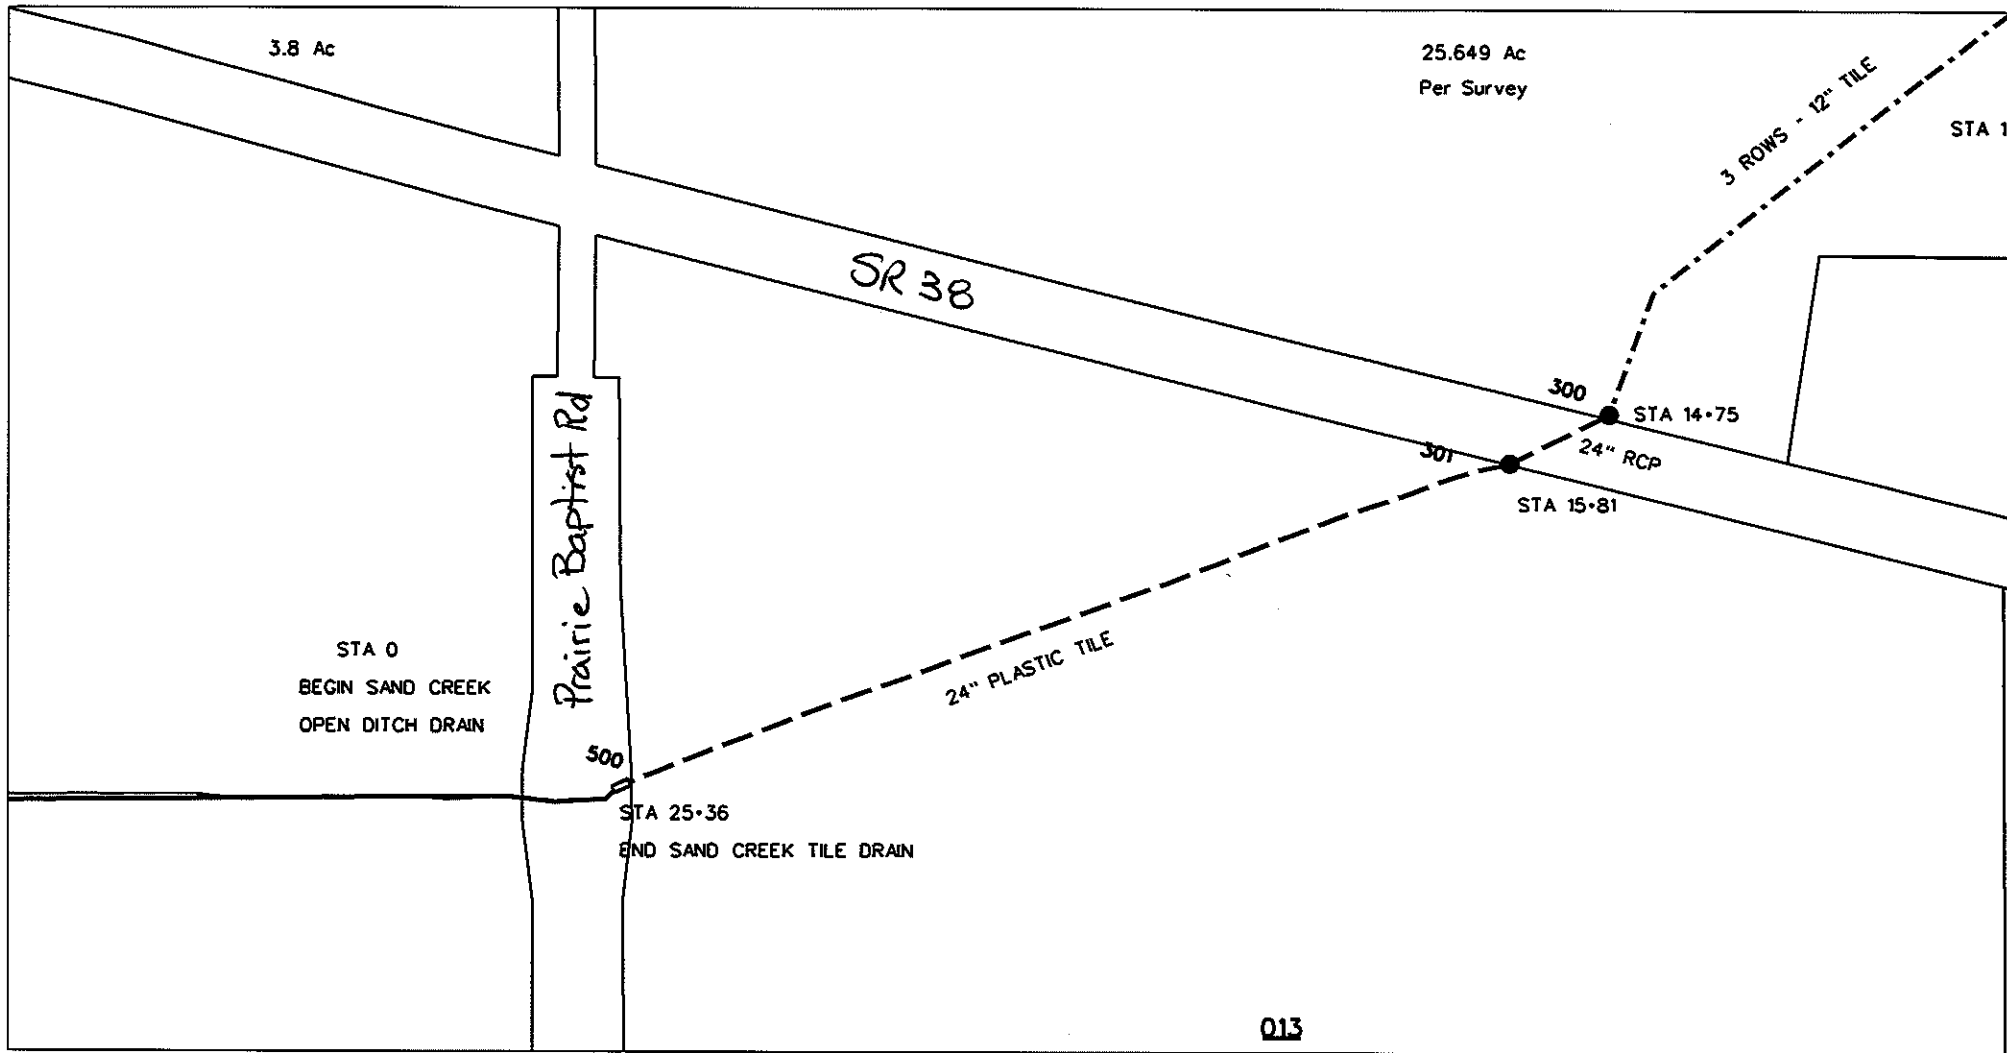 3.8 Ac
25.649 Ac
Per Survey
3 ROWS - 12" TILE
STA 1
SR 38
300
STA 14+75
24" RCP
301
STA 15+81
Prairie Baptist Rd
24" PLASTIC TILE
STA 0
BEGIN SAND CREEK
OPEN DITCH DRAIN
500
STA 25+36
END SAND CREEK TILE DRAIN
013